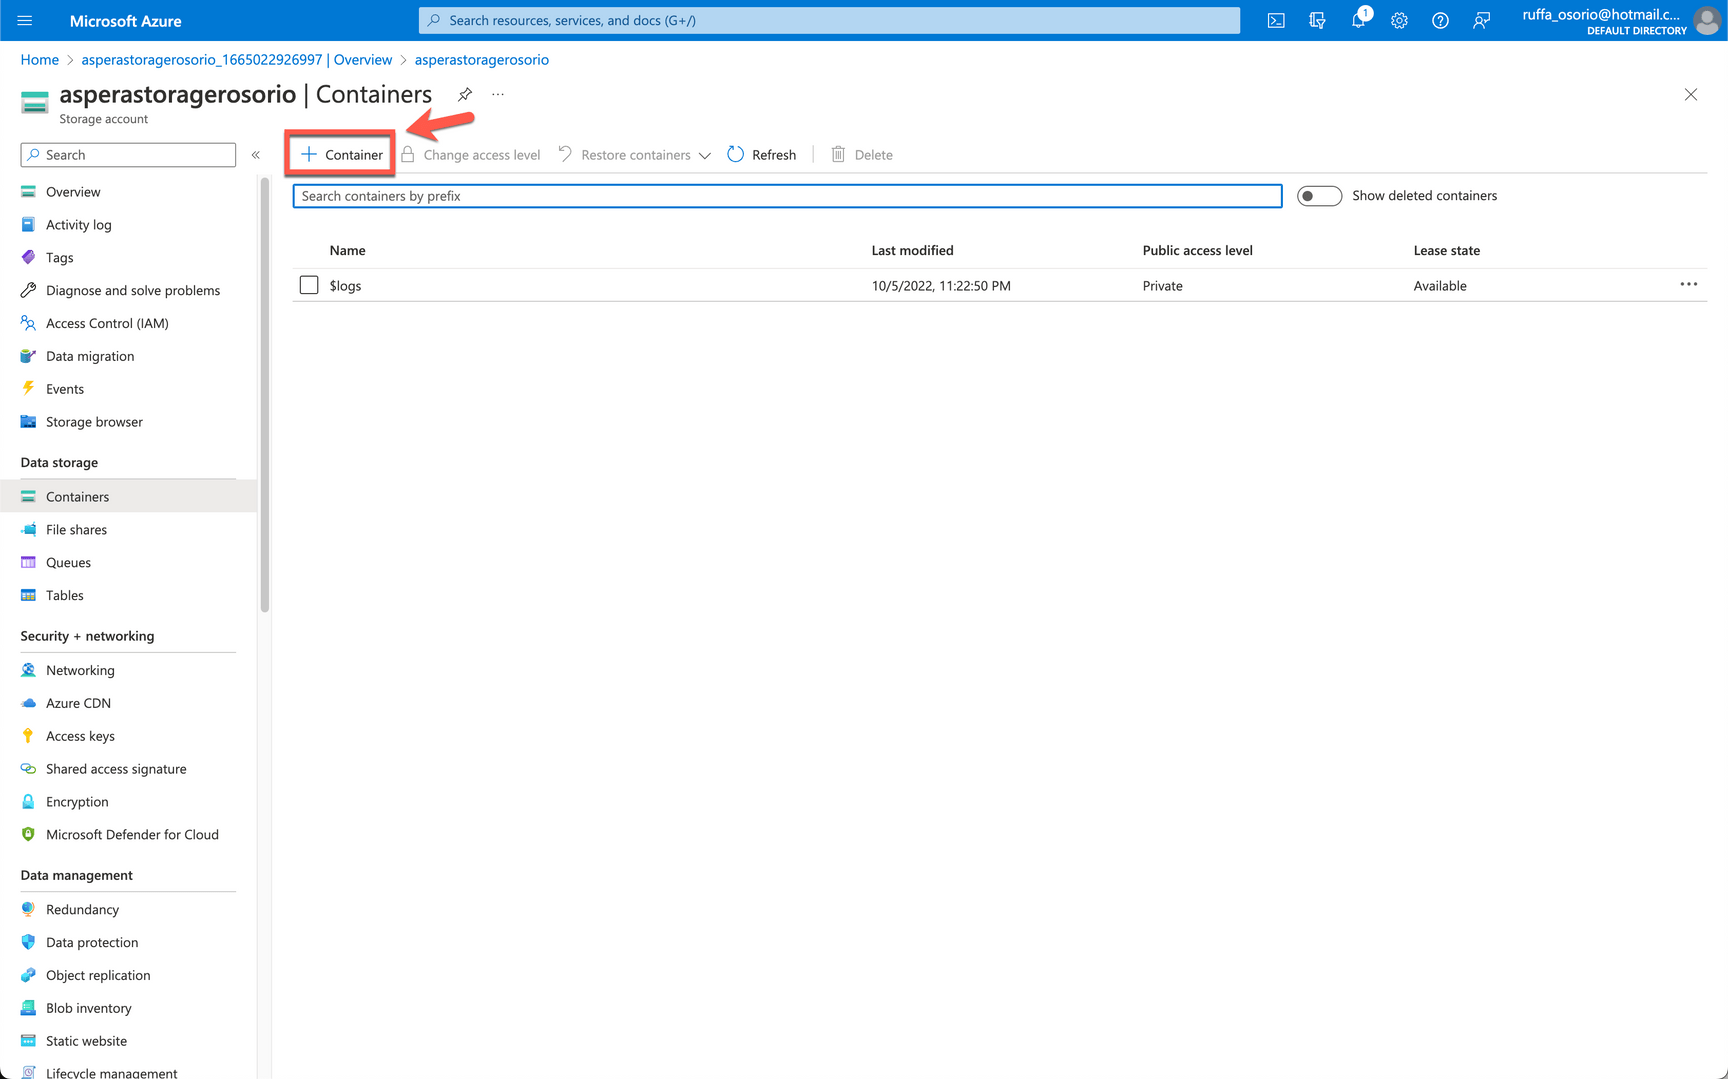 Microsoft Azure
Search resources, services, and docs (G+/)
1
ruffa_osorio@hotmail.c...
DEFAULT DIRECTORY
Home > asperastoragerosorio_1665022926997 | Overview > asperastoragerosorio
asperastoragerosorio | Containers
Storage account
Search
Container
Change access level
Restore containers
Refresh
Delete
Search containers by prefix
Show deleted containers
Name
Last modified
Public access level
Lease state
$logs
10/5/2022, 11:22:50 PM
Private
Available
Overview
Activity log
Tags
Diagnose and solve problems
Access Control (IAM)
Data migration
Events
Storage browser
Data storage
Containers
File shares
Queues
Tables
Security + networking
Networking
Azure CDN
Access keys
Shared access signature
Encryption
Microsoft Defender for Cloud
Data management
Redundancy
Data protection
Object replication
Blob inventory
Static website
Lifecycle management